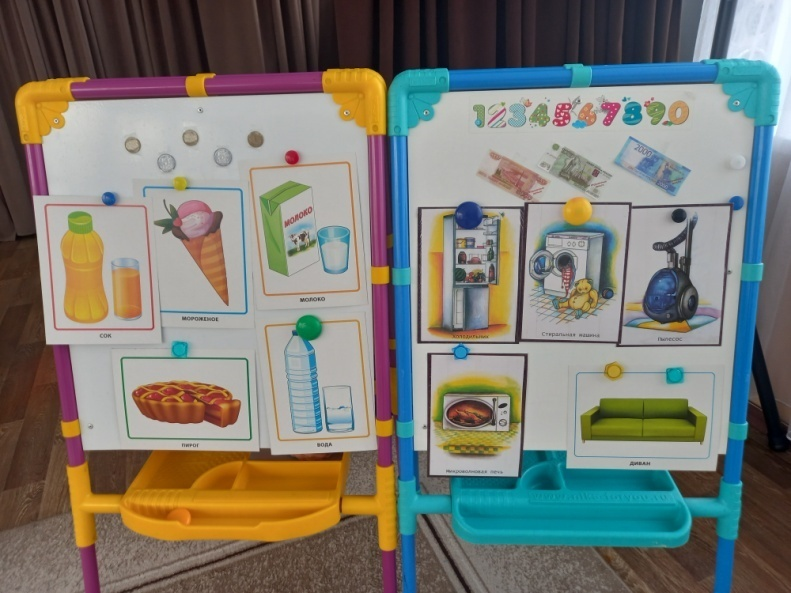 СОК
МОРОЖЕНОЕ
МОЛОКО
МОЛОКО
ПИРОГ
ВОДА
1234567890
2000
Холодильник
Стиральная машина
Пылесос
Микроволновая печь
ДИВАН